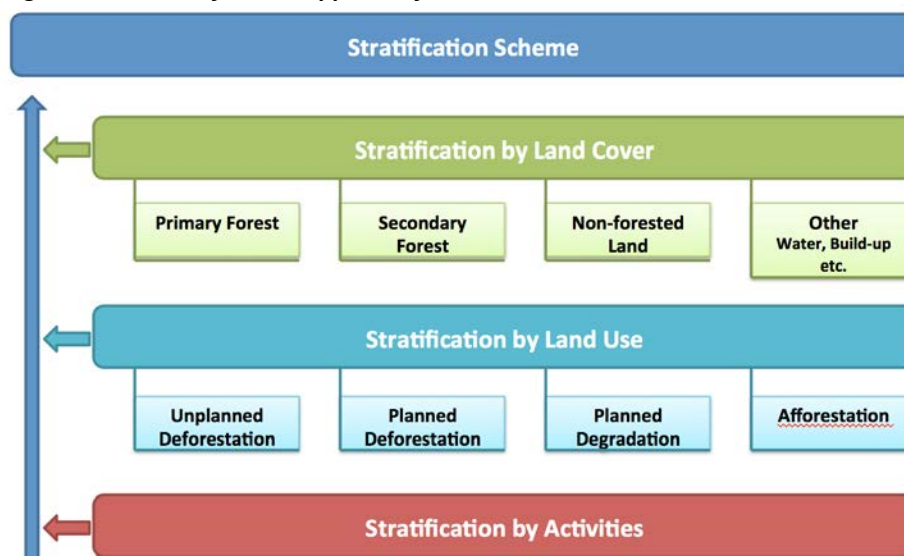 Stratification Scheme
Stratification by Land Cover
Primary Forest
Secondary
Forest
Non-forested
Land
Other
Water, Build-up
etc.
Stratification by Land Use
Unplanned
Deforestation
Planned
Deforestation
Planned
Degradation
Afforestation
Stratification by Activities